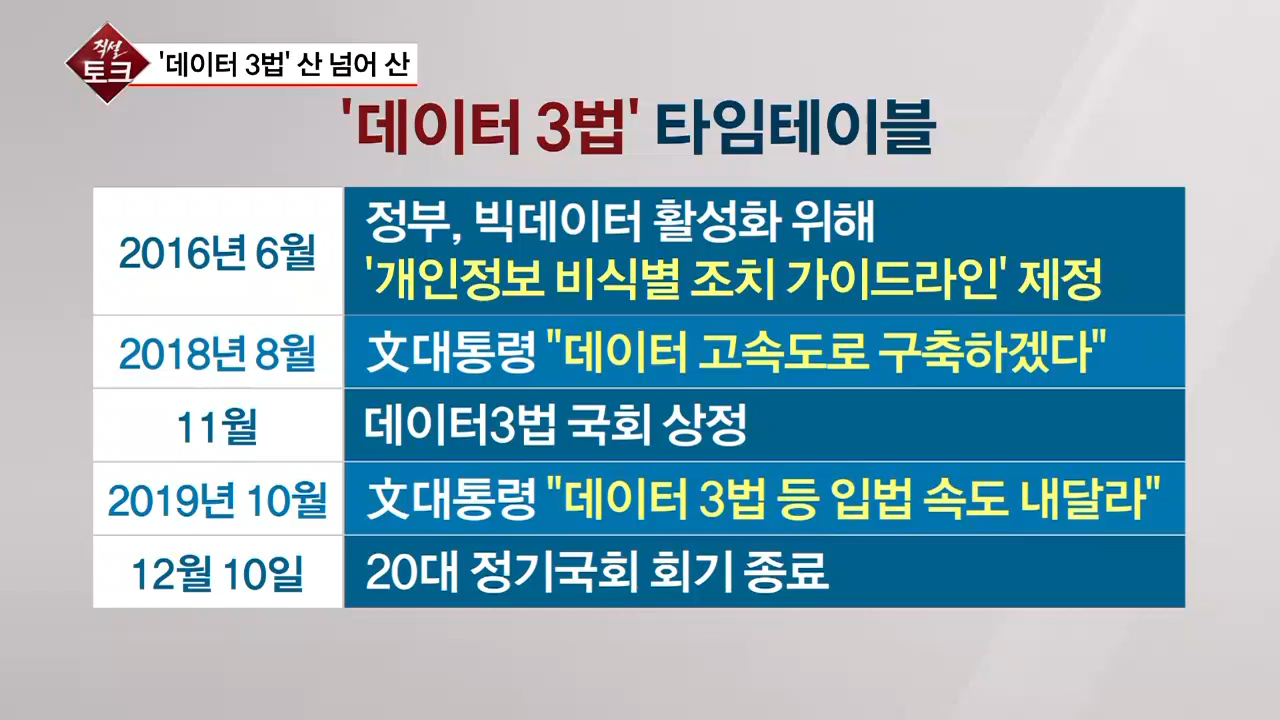 직설
토크
'데이터 3법' 산 넘어 산
'데이터 3법' 타임테이블
2016년 6월
정부, 빅데이터 활성화 위해
'개인정보 비식별 조치 가이드라인' 제정
2018년 8월
文대통령 "데이터 고속도로 구축하겠다"
11월
데이터3법 국회 상정
2019년 10월
文대통령 "데이터 3법 등 입법 속도 내달라"
12월 10일
20대 정기국회 회기 종료